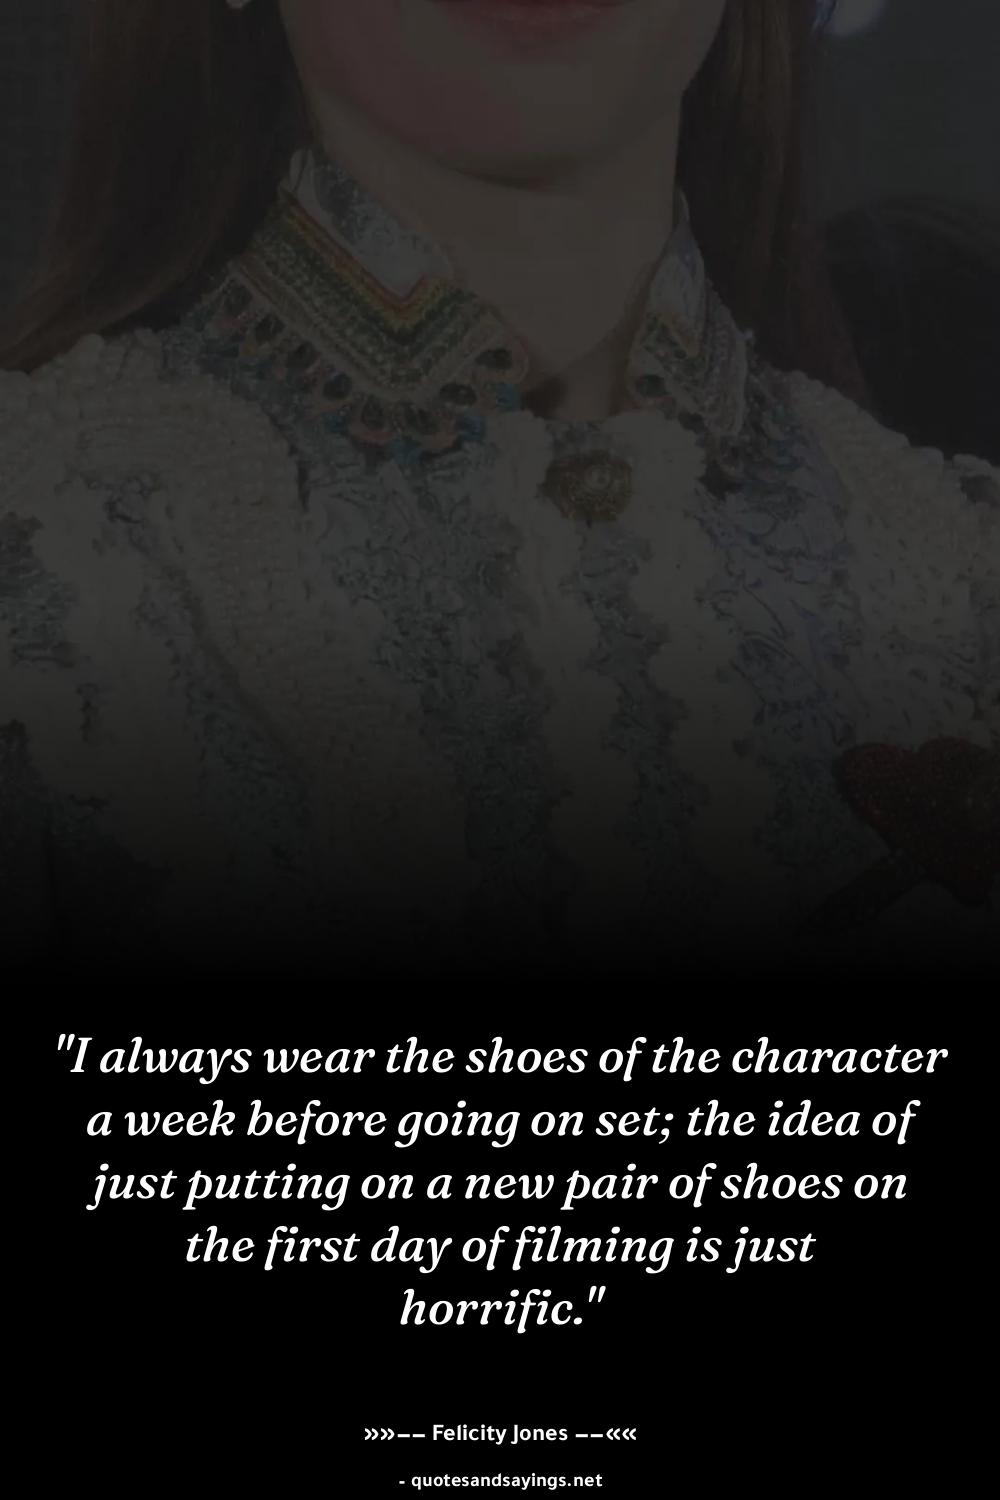 "I always wear the shoes of the character
a week before going on set; the idea of
just putting on a new pair of shoes on
the first day of filming is just
horrific."
»»−− Felicity Jones −−««
- quotesandsayings.net